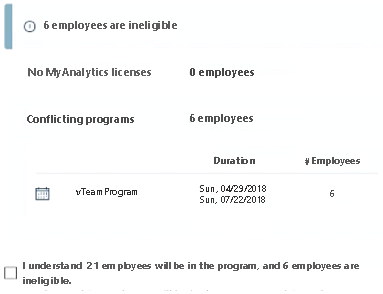 6 employees are ineligible
No MyAnalytics licenses 0 employees
Conflicting programs 6 employees
Duration # Employees
vTeam Program Sun, 04/29/2018 6
Sun, 07/22/2018
I understand 21 employees will be in the program, and 6 employees are
ineligible.